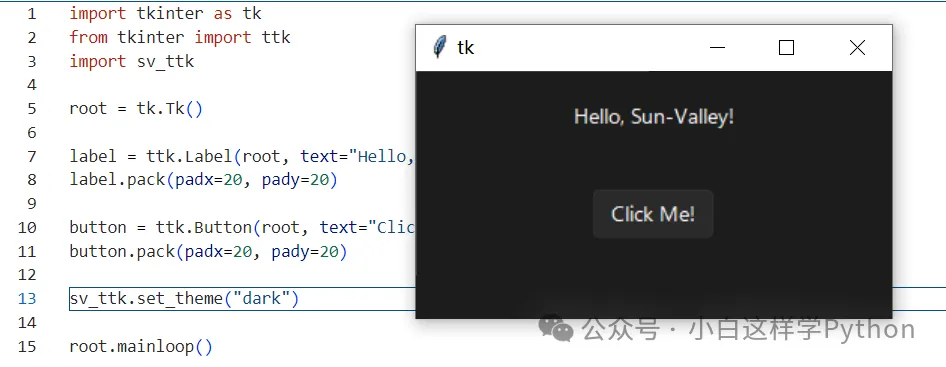 1 import tkinter as tk
2 from tkinter import ttk
3 import sv_ttk
4
5 root = tk.Tk()
6
7 label = ttk.Label(root, text="Hello,
8 label.pack(padx=20, pady=20)
9
10 button = ttk.Button(root, text="Clic
11 button.pack(padx=20, pady=20)
12
13 sv_ttk.set_theme("dark")
14
15 root.mainloop()
tk
Hello, Sun-Valley!
Click Me!
公众号 · 小白这样学Python